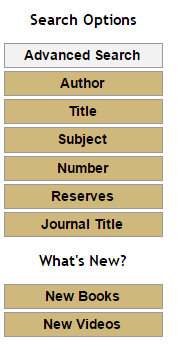 Search Options
Advanced Search
Author
Title
Subject
Number
Reserves
Journal Title
What's New?
New Books
New Videos